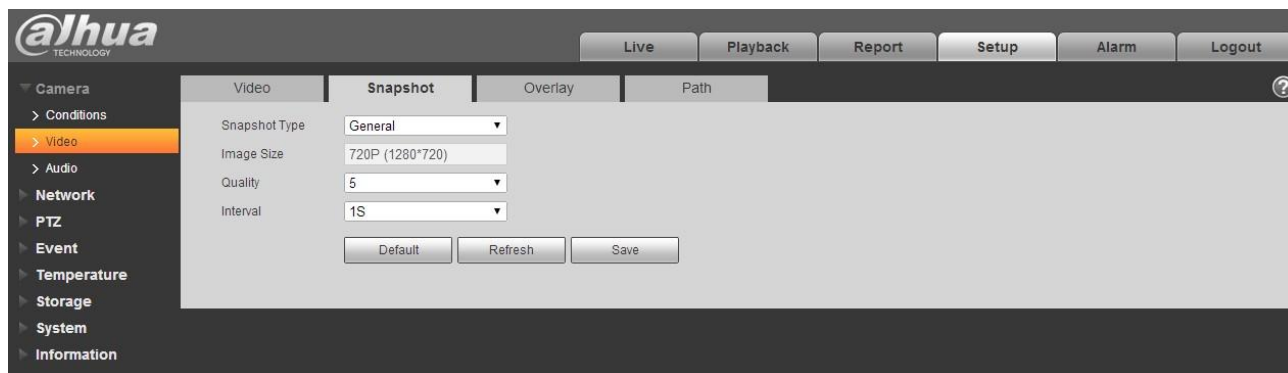 alhua
TECHNOLOGY
Live Playback Report Setup Alarm Logout
Camera
> Conditions
> Video
> Audio
Network
PTZ
Event
Temperature
Storage
System
Information
Video Snapshot Overlay Path
?
Snapshot Type General
Image Size 720P (1280*720)
Quality 5
Interval 1S
Default Refresh Save